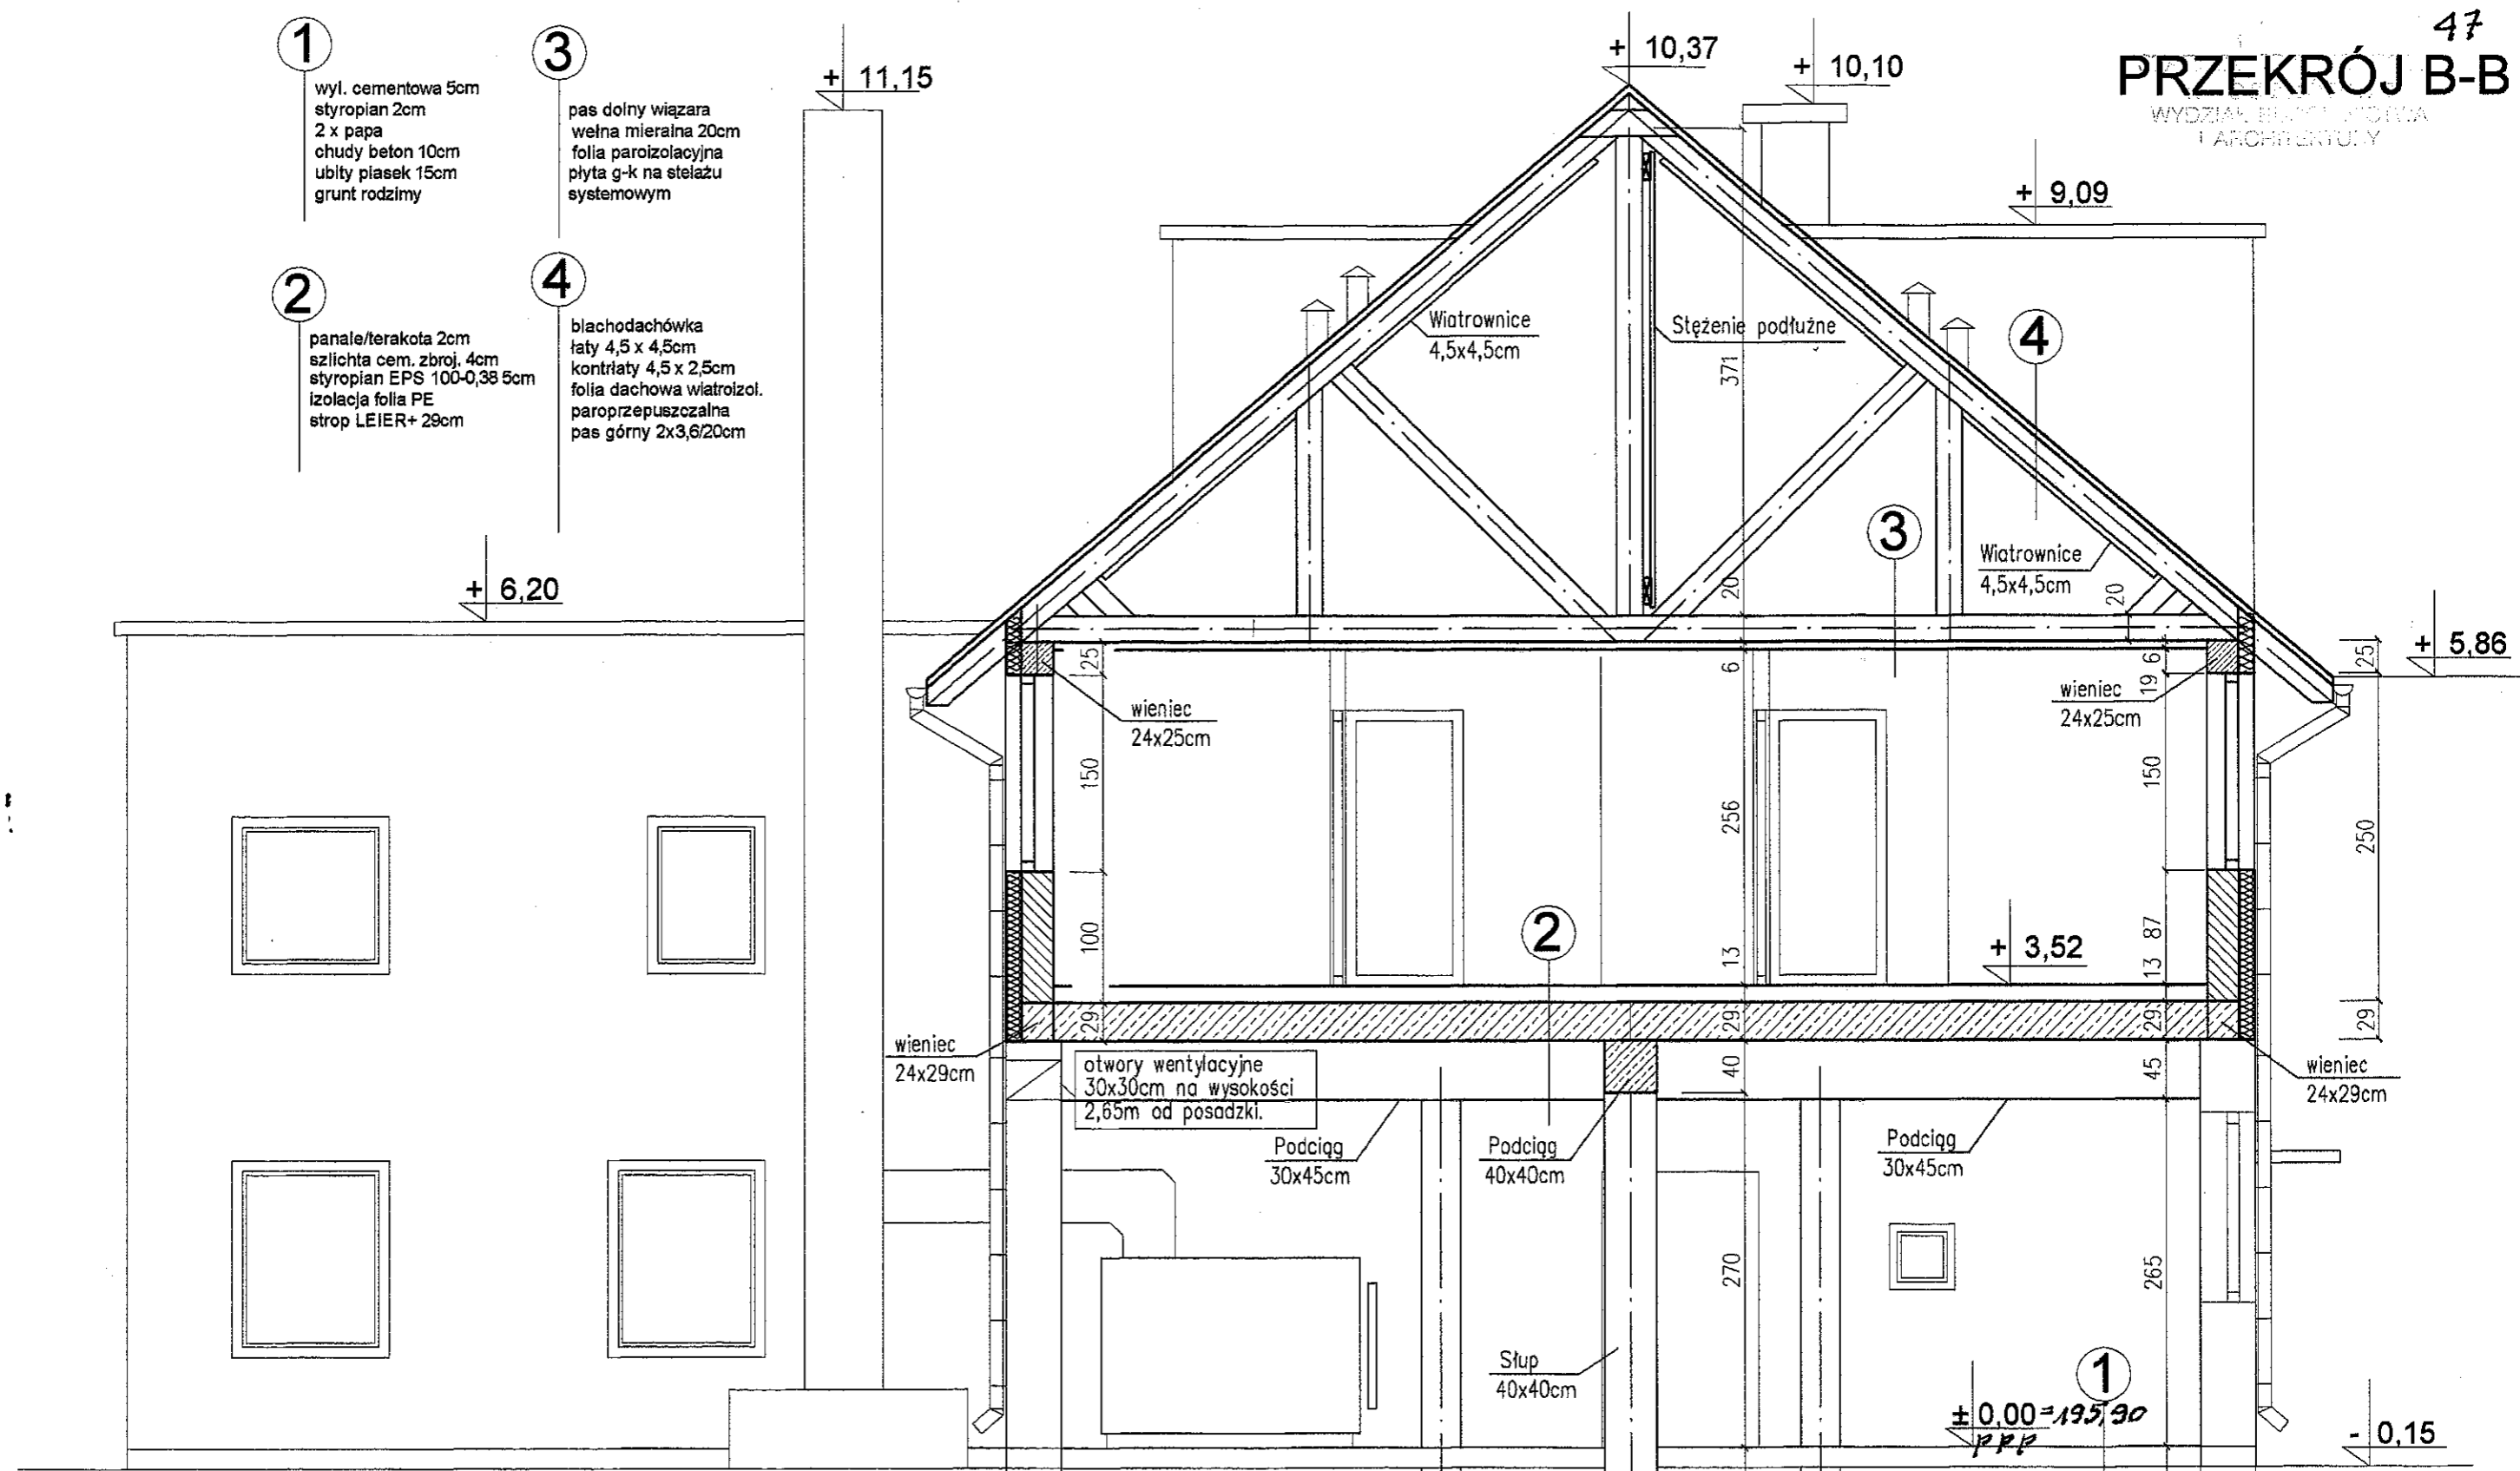 47
PRZEKRÓJ B-B
WYDZIAŁ
I ARCHITEKTURY
1
wyl. cementowa 5cm
styropian 2cm
2 x papa
chudy beton 10cm
ubity piasek 15cm
grunt rodzimy
3
pas dolny wiązara
wełna mieralna 20cm
folia paroizolacyjna
płyta g-k na stelażu
systemowym
2
panale/terakota 2cm
szlichta cem. zbroj. 4cm
styropian EPS 100-0,38 5cm
izolacja folia PE
strop LEIER+ 29cm
4
blachodachówka
łaty 4,5 x 4,5cm
kontrłaty 4,5 x 2,5cm
folia dachowa wiatroizol.
paroprzepuszczalna
pas górny 2x3,6/20cm
+ 11,15
+ 10,37
+ 10,10
+ 9,09
Wiatrownice
4,5x4,5cm
Stężenie podłużne
371
4
3
Wiatrownice
4,5x4,5cm
+ 6,20
20
20
+ 5,86
25
6
6
19
25
wieniec
24x25cm
wieniec
24x25cm
150
256
150
250
100
2
13
+ 3,52
87
13
29
29
29
29
wieniec
24x29cm
otwory wentylacyjne
30x30cm na wysokości
2,65m od posadzki.
40
45
wieniec
24x29cm
Podciąg
30x45cm
Podciąg
40x40cm
Podciąg
30x45cm
270
265
Słup
40x40cm
1
± 0,00 =195,90
ppp
- 0,15